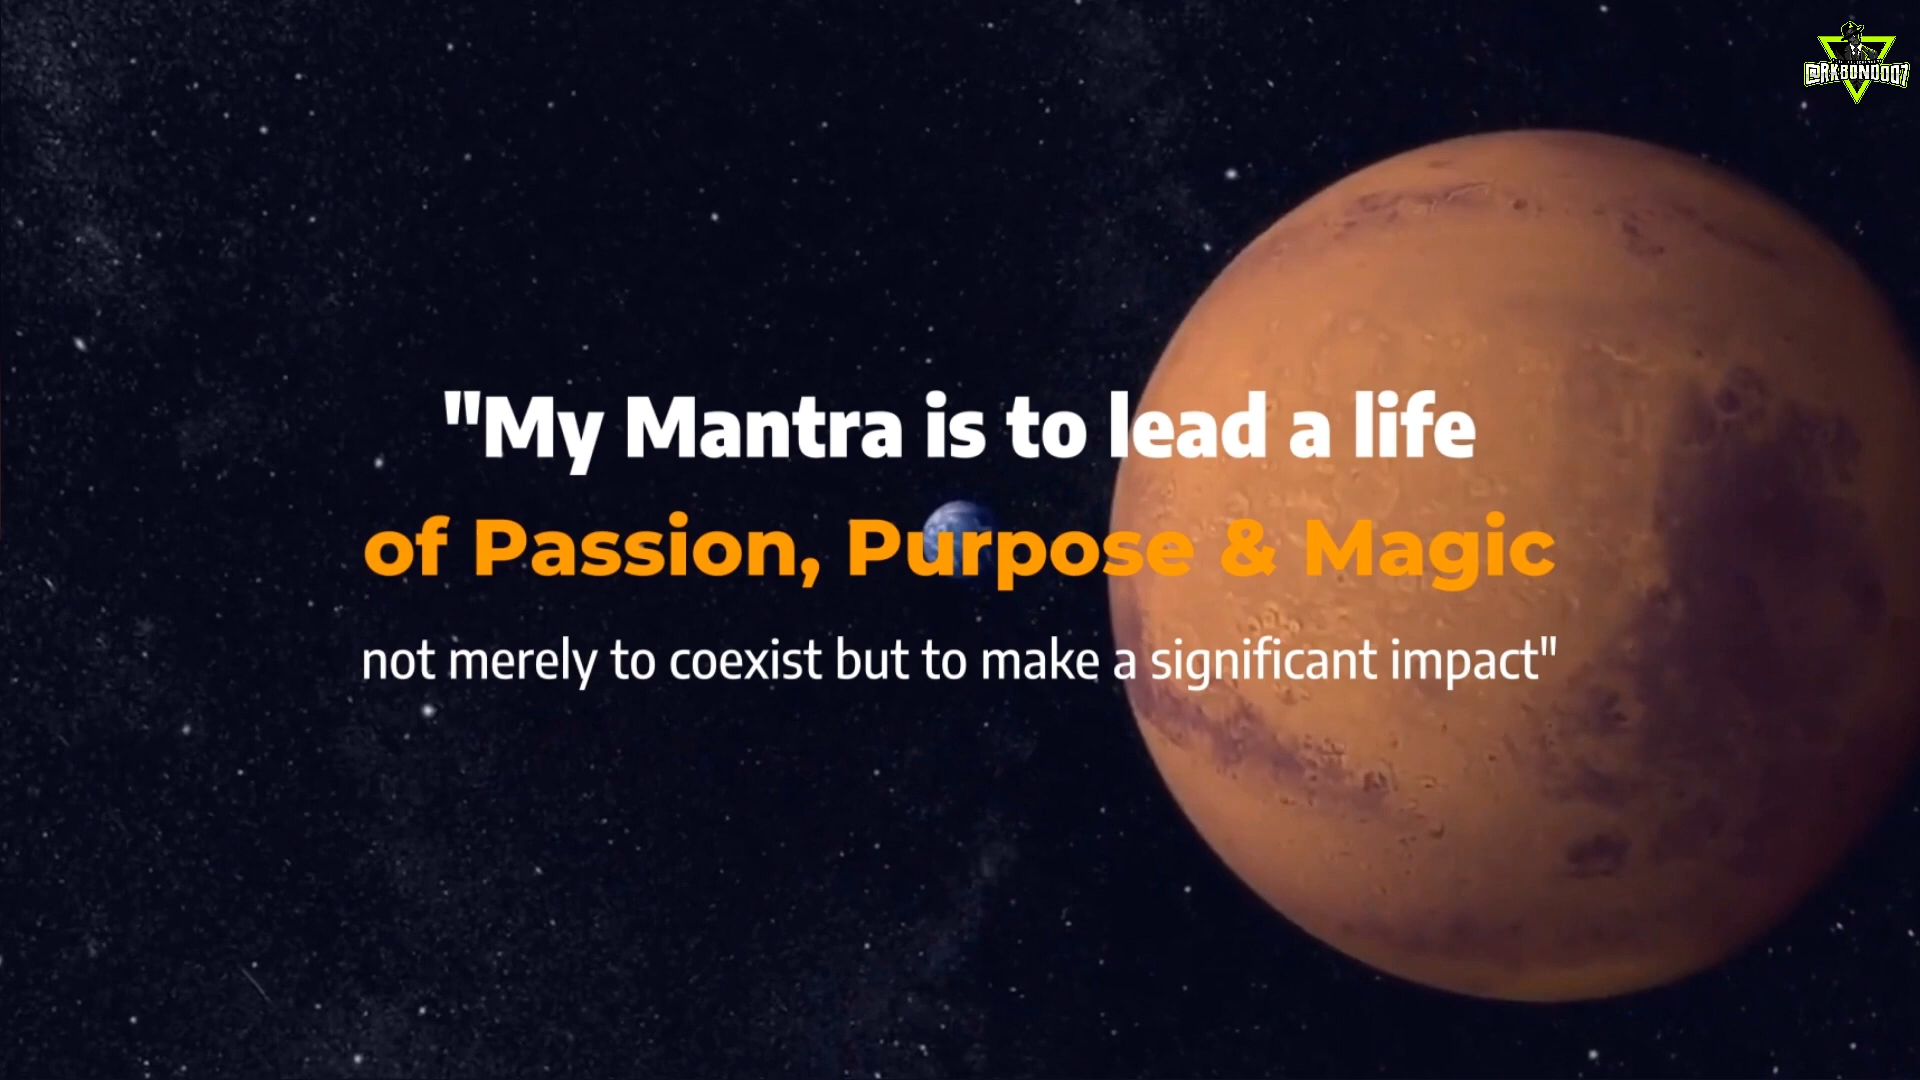 @RKBOND007
"My Mantra is to lead a life
of Passion, Purpose & Magic
not merely to coexist but to make a significant impact"